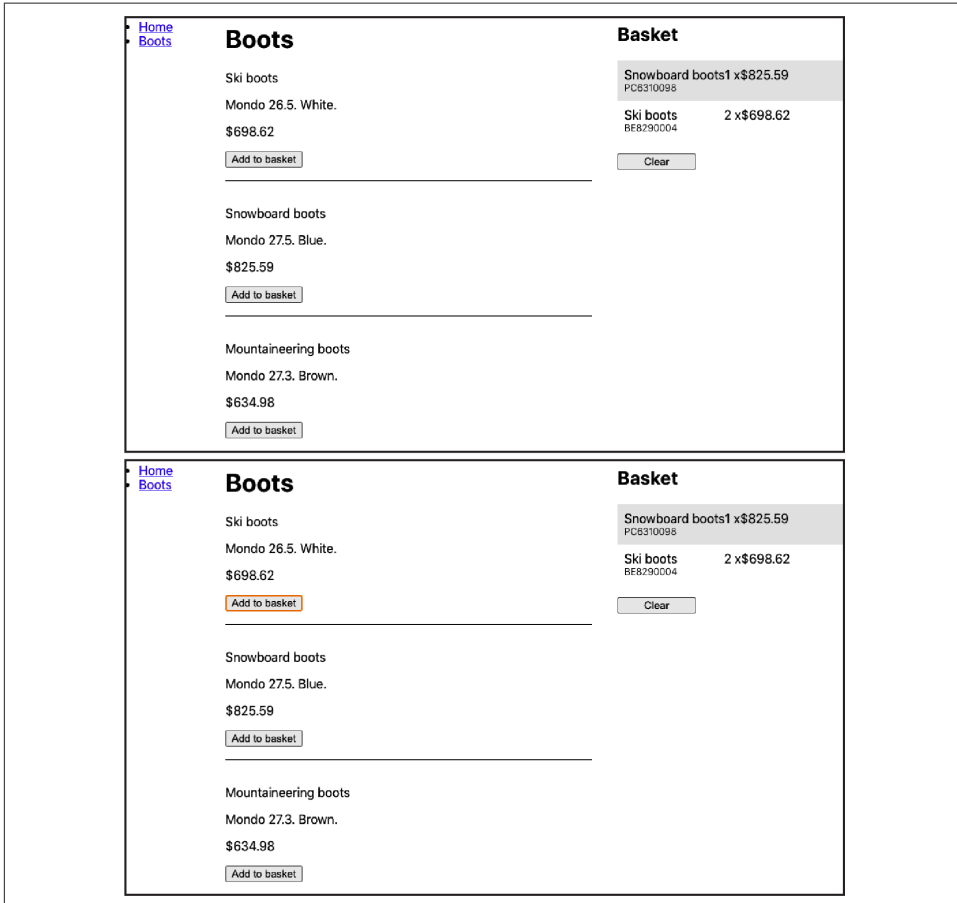 Home
Boots
Boots
Ski boots
Mondo 26.5. White.
$698.62
Add to basket
Snowboard boots
Mondo 27.5. Blue.
$825.59
Add to basket
Mountaineering boots
Mondo 27.3. Brown.
$634.98
Add to basket
Basket
Snowboard boots1 x$825.59
PC6310098
Ski boots 2 x$698.62
BE8290004
Clear
Home
Boots
Boots
Ski boots
Mondo 26.5. White.
$698.62
Add to basket
Snowboard boots
Mondo 27.5. Blue.
$825.59
Add to basket
Mountaineering boots
Mondo 27.3. Brown.
$634.98
Add to basket
Basket
Snowboard boots1 x$825.59
PC6310098
Ski boots 2 x$698.62
BE8290004
Clear